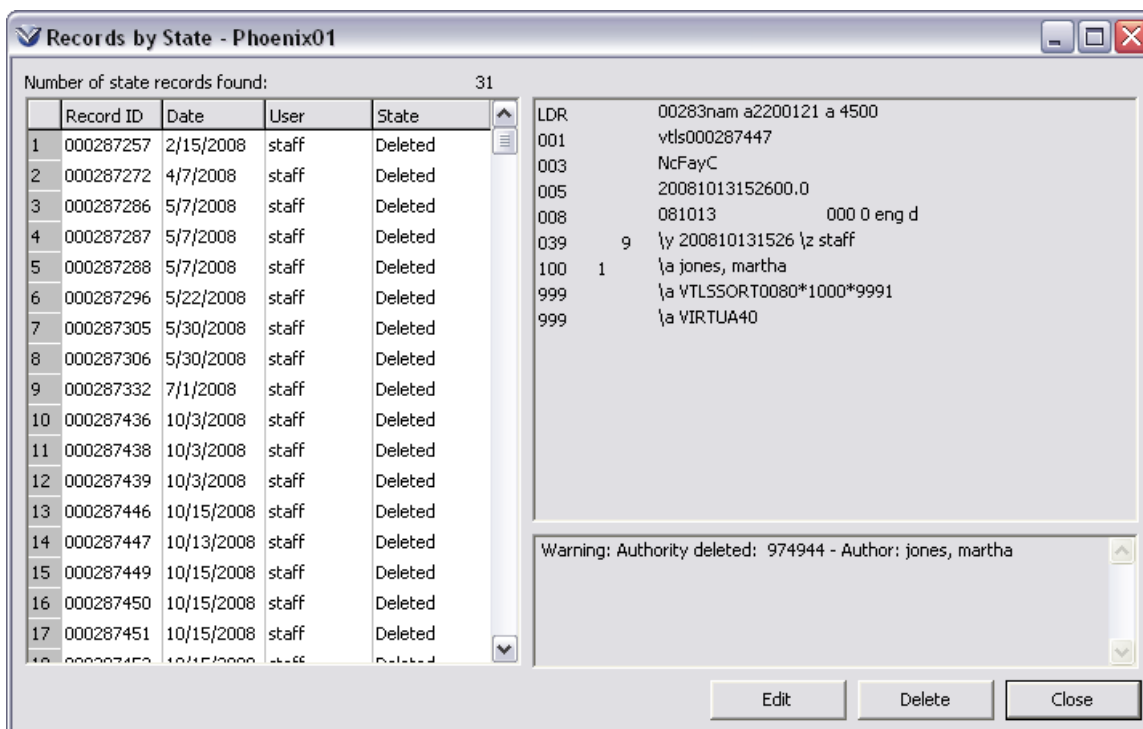 Records by State - Phoenix01
Number of state records found: 31
Record ID Date User State
1 000287257 2/15/2008 staff Deleted
2 000287272 4/7/2008 staff Deleted
3 000287286 5/7/2008 staff Deleted
4 000287287 5/7/2008 staff Deleted
5 000287288 5/7/2008 staff Deleted
6 000287296 5/22/2008 staff Deleted
7 000287305 5/30/2008 staff Deleted
8 000287306 5/30/2008 staff Deleted
9 000287332 7/1/2008 staff Deleted
10 000287436 10/3/2008 staff Deleted
11 000287438 10/3/2008 staff Deleted
12 000287439 10/3/2008 staff Deleted
13 000287446 10/15/2008 staff Deleted
14 000287447 10/13/2008 staff Deleted
15 000287449 10/15/2008 staff Deleted
16 000287450 10/15/2008 staff Deleted
17 000287451 10/15/2008 staff Deleted
LDR 00283nam a2200121 a 4500
001 vtls000287447
003 NcFayC
005 20081013152600.0
008 081013 000 0 eng d
039 9 \y 200810131526 \z staff
100 1 \a jones, martha
999 \a VTLSSORT0080*1000*9991
999 \a VIRTUA40
Warning: Authority deleted: 974944 - Author: jones, martha
Edit Delete Close